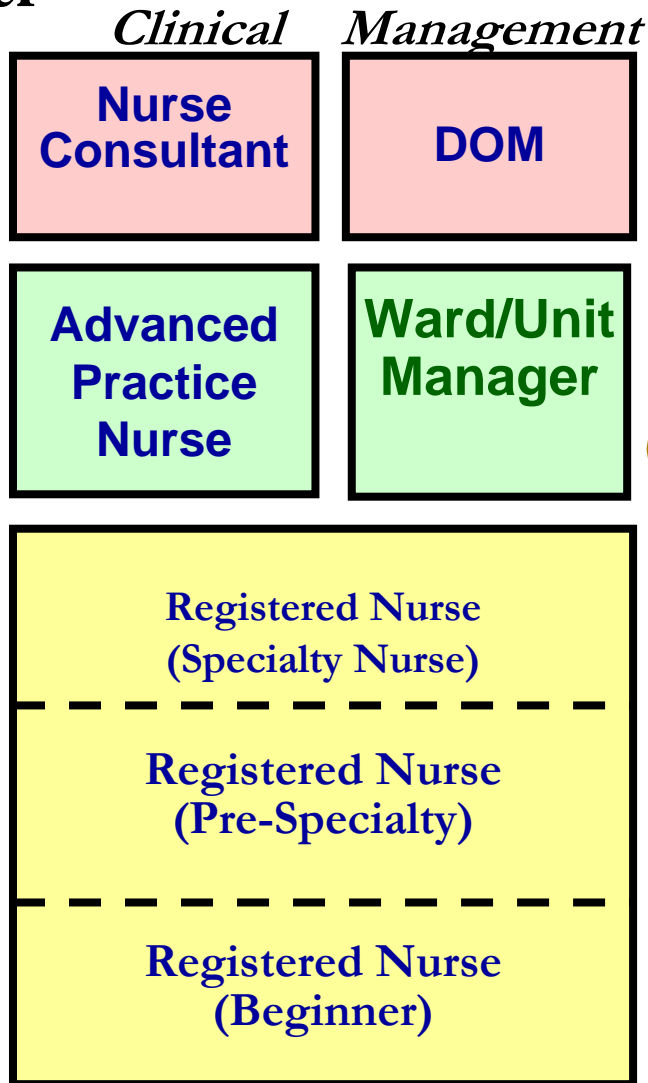 Clinical Management
Nurse
Consultant
DOM
Advanced
Practice
Nurse
Ward/Unit
Manager
Registered Nurse
(Specialty Nurse)
Registered Nurse
(Pre-Specialty)
Registered Nurse
(Beginner)